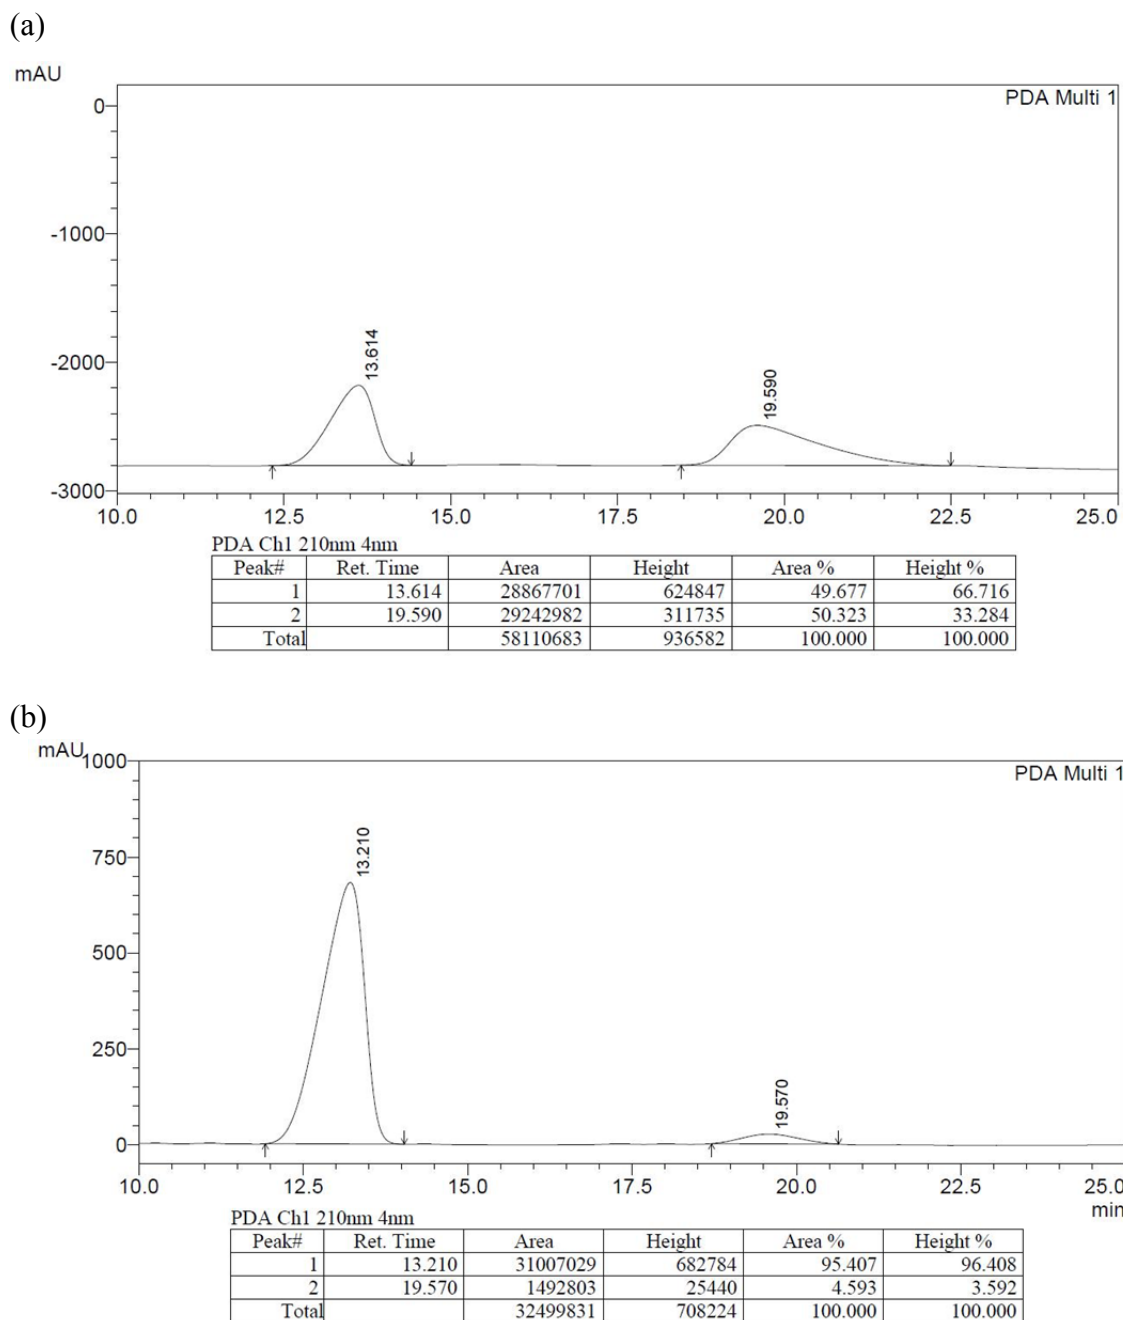 (a)
mAU
PDA Multi 1
0
-1000
-2000
-3000
13.614
19.590
10.0 12.5 15.0 17.5 20.0 22.5 25.0
PDA Ch1 210nm 4nm
Peak# Ret. Time Area Height Area % Height %
1 13.614 28867701 624847 49.677 66.716
2 19.590 29242982 311735 50.323 33.284
Total 58110683 936582 100.000 100.000
(b)
mAU
PDA Multi 1
1000
750
500
250
0
13.210
19.570
10.0 12.5 15.0 17.5 20.0 22.5 25.0
min
PDA Ch1 210nm 4nm
Peak# Ret. Time Area Height Area % Height %
1 13.210 31007029 682784 95.407 96.408
2 19.570 1492803 25440 4.593 3.592
Total 32499831 708224 100.000 100.000